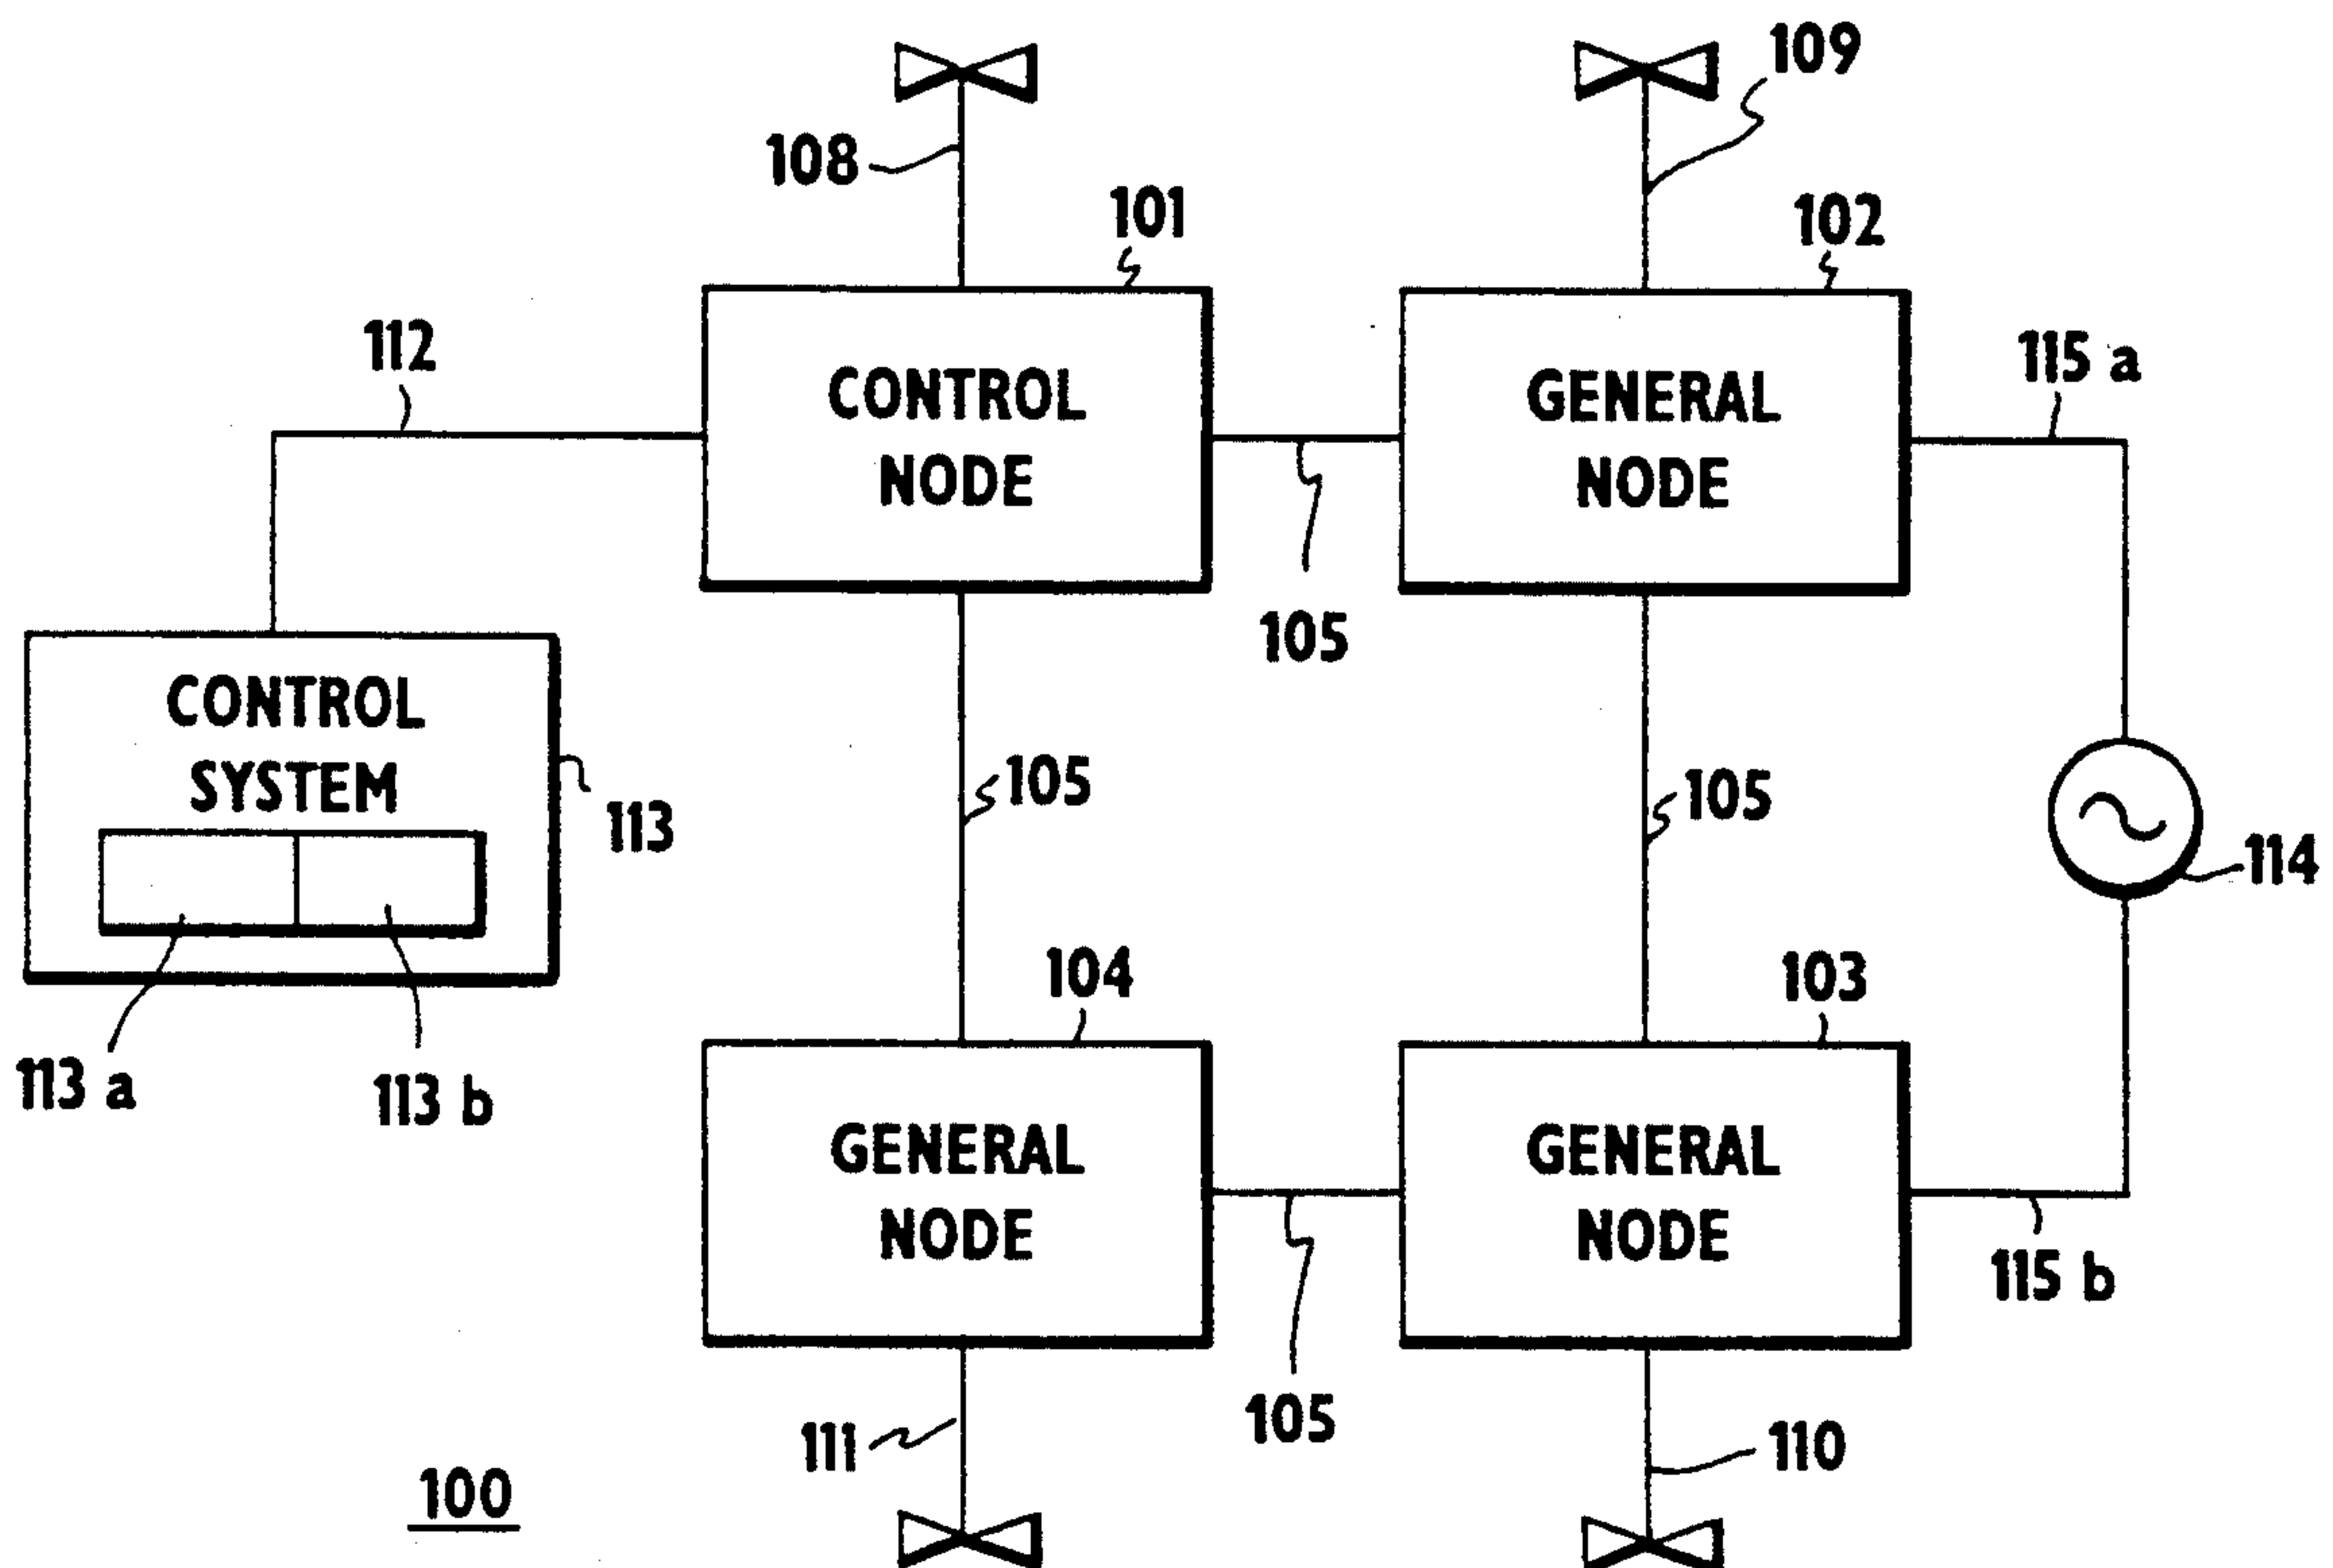 109
108
101
102
112
115 a
CONTROL
NODE
GENERAL
NODE
105
CONTROL
SYSTEM
105
105
113
114
104
103
113 a
113 b
GENERAL
NODE
GENERAL
NODE
115 b
105
111
110
100